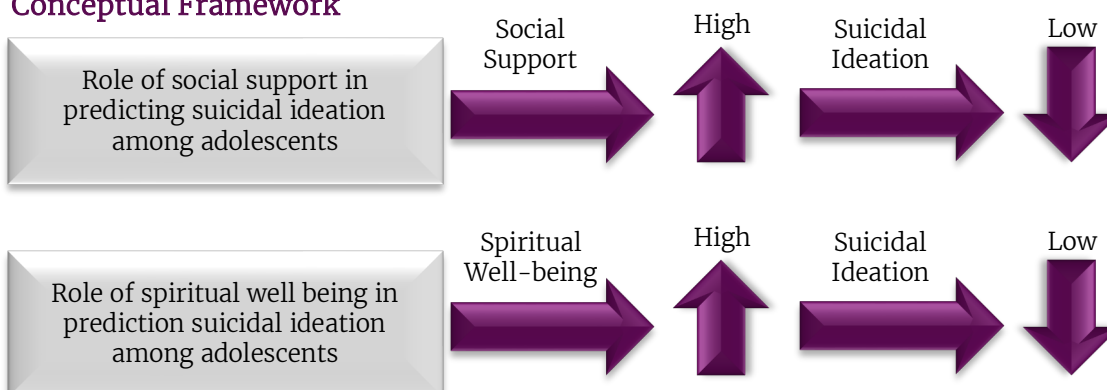 Conceptual Framework
Role of social support in
predicting suicidal ideation
among adolescents
Social
Support
High
Suicidal
Ideation
Low
Role of spiritual well being in
prediction suicidal ideation
among adolescents
Spiritual
Well-being
High
Suicidal
Ideation
Low